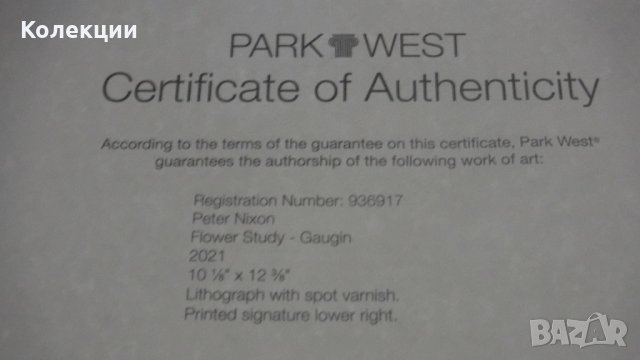 Колекции
PARK WEST
Certificate of Authenticity
According to the terms of the guarantee on this certificate, Park West®
guarantees the authorship of the following work of art:
Registration Number: 936917
Peter Nixon
Flower Study - Gaugin
2021
10 ⅛" x 12 ⅜"
Lithograph with spot varnish.
Printed signature lower right.
BAZAR
bg